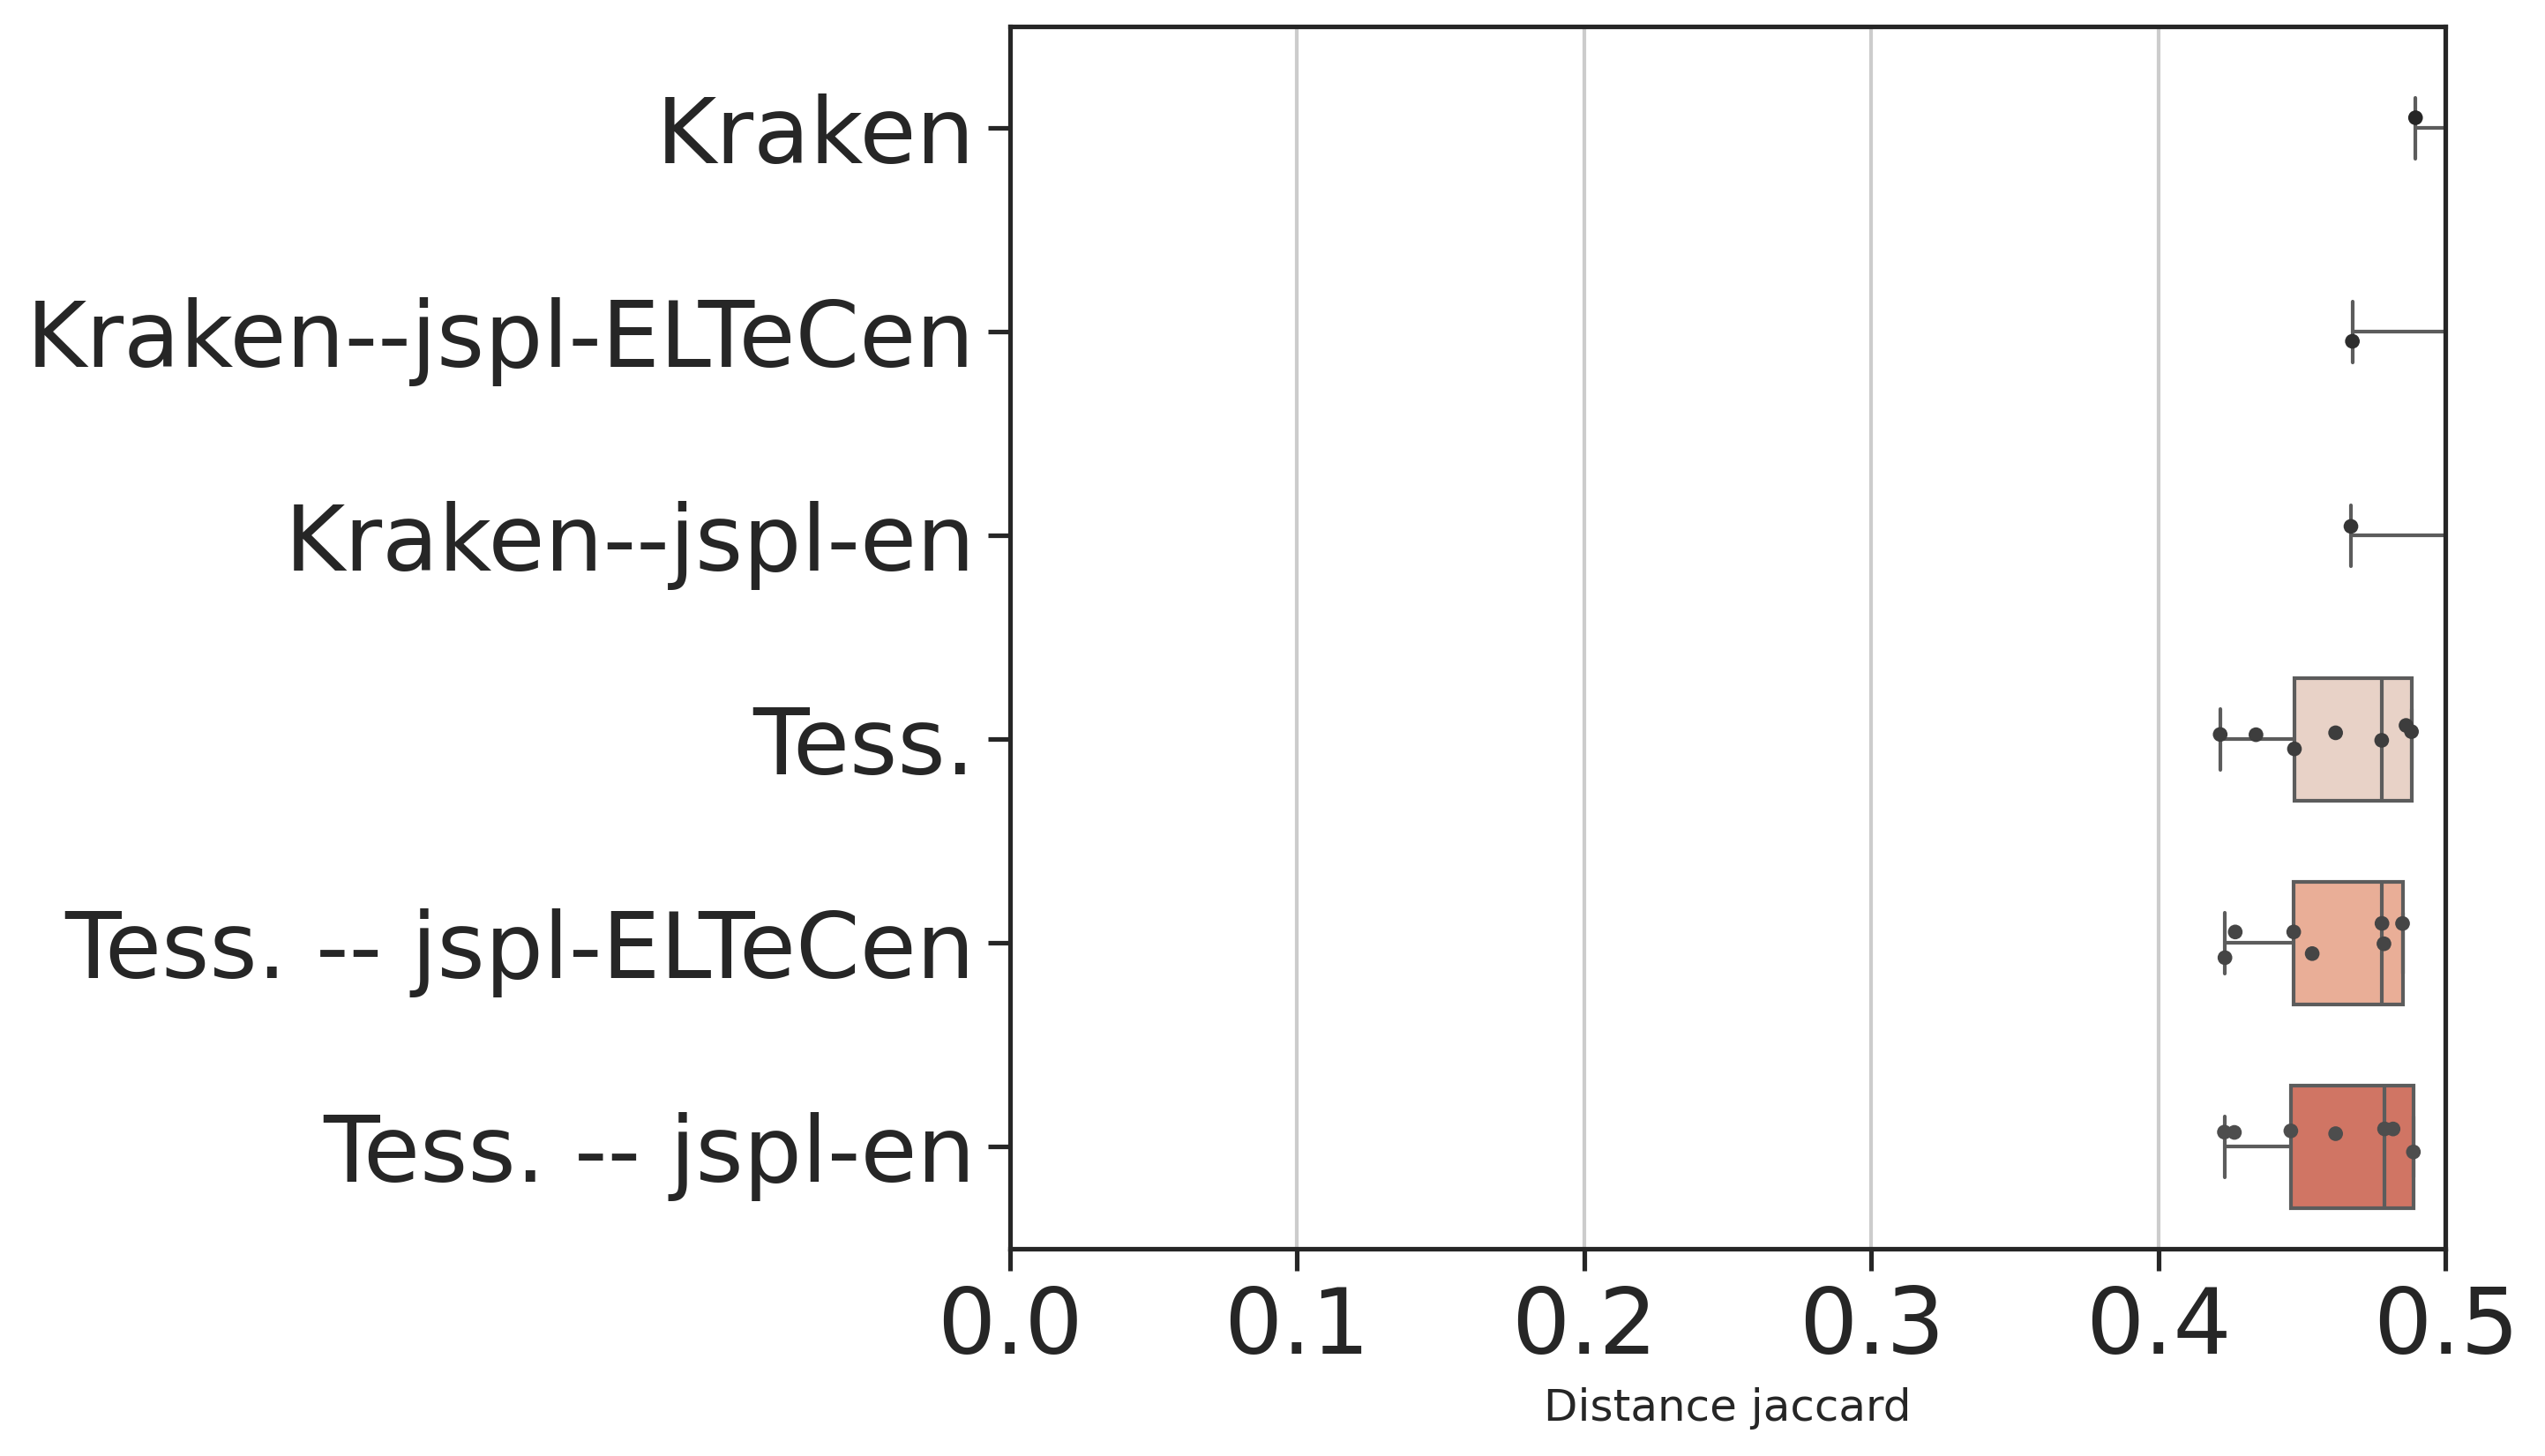 Kraken
Kraken--jspl-ELTeCen
Kraken--jspl-en
Tess.
Tess. -- jspl-ELTeCen
Tess. -- jspl-en
0.0 0.1 0.2 0.3 0.4 0.5
Distance jaccard